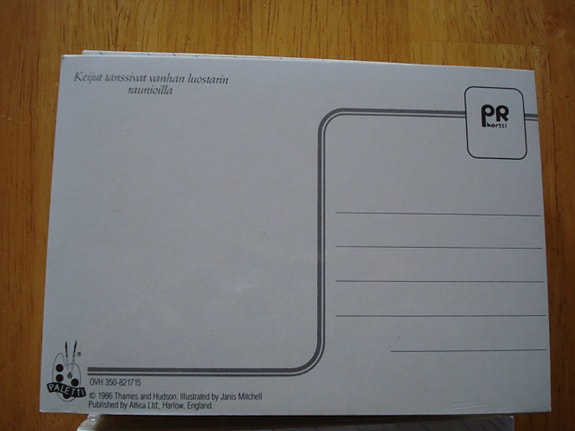 Keijut tanssivat vanhan luostarin
raunioilla
PR
kortti
PALETTI
OVH 350-821715
© 1986 Thames and Hudson. Illustrated by Janis Mitchell
Published by Attica Ltd., Harlow, England.